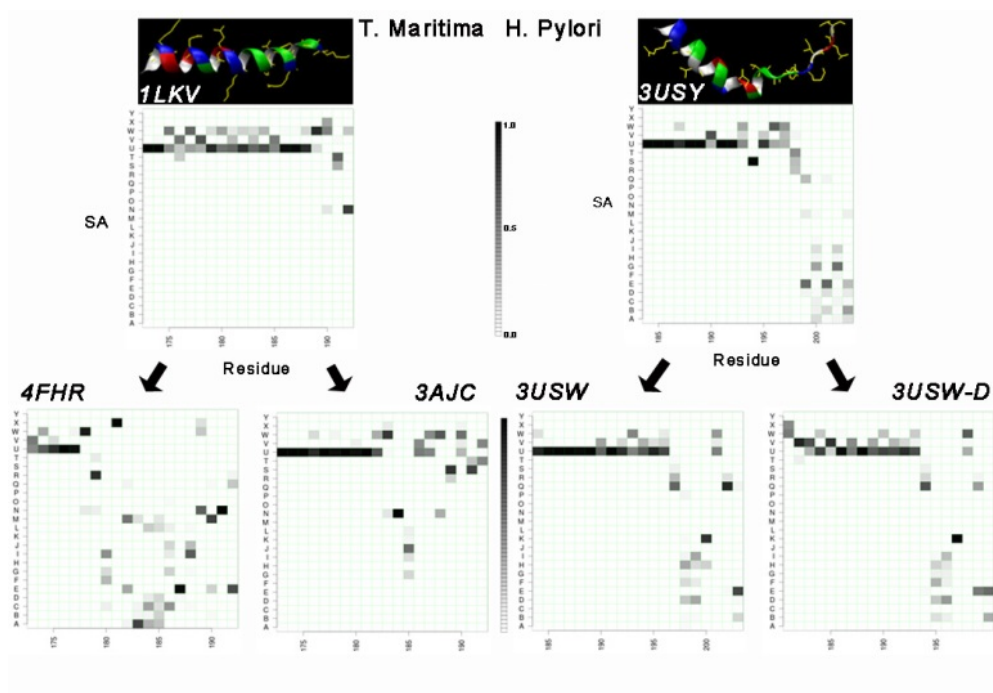 T. Maritima H. Pylori
1LKV
3USY
Y X W V U T S R Q P O N M L K J I H G F E D C B A
SA
175 180 185 190
Residue
1.0
0.5
0.0
Y X W V U T S R Q P O N M L K J I H G F E D C B A
SA
185 190 195 200
Residue
4FHR
3AJC
3USW
3USW-D
Y X W V U T S R Q P O N M L K J I H G F E D C B A
175 180 185 190
Y X W V U T S R Q P O N M L K J I H G F E D C B A
175 180 185 190
Y X W V U T S R Q P O N M L K J I H G F E D C B A
185 190 195 200
Y X W V U T S R Q P O N M L K J I H G F E D C B A
185 190 195